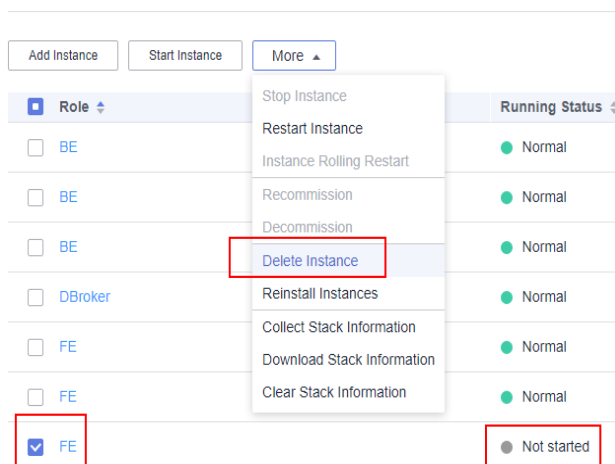 Add Instance Start Instance More
Role Running Status
Stop Instance
Restart Instance
BE Normal
Instance Rolling Restart
BE Normal
Recommission
Decommission
BE Normal
Delete Instance
DBroker Reinstall Instances Normal
Collect Stack Information
FE Normal
Download Stack Information
FE Clear Stack Information Normal
FE Not started